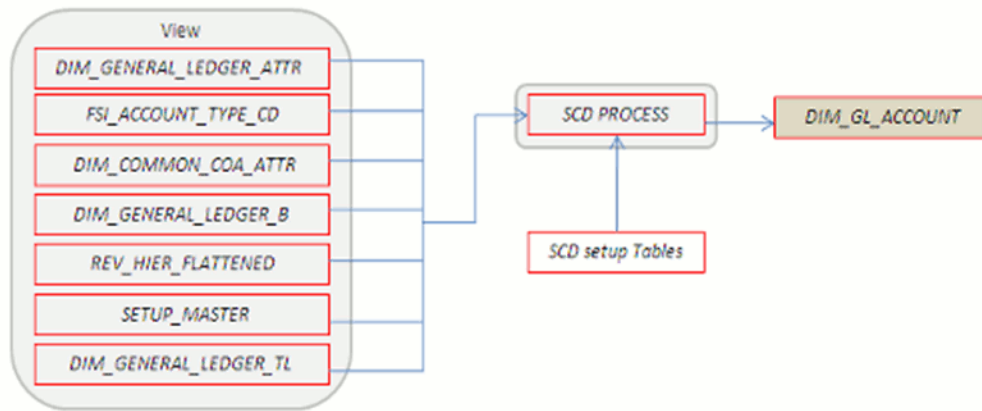 View
DIM_GENERAL_LEDGER_ATTR
FSI_ACCOUNT_TYPE_CD
DIM_COMMON_COA_ATTR
DIM_GENERAL_LEDGER_B
REV_HIER_FLATTENED
SETUP_MASTER
DIM_GENERAL_LEDGER_TL
SCD PROCESS
SCD setup Tables
DIM_GL_ACCOUNT